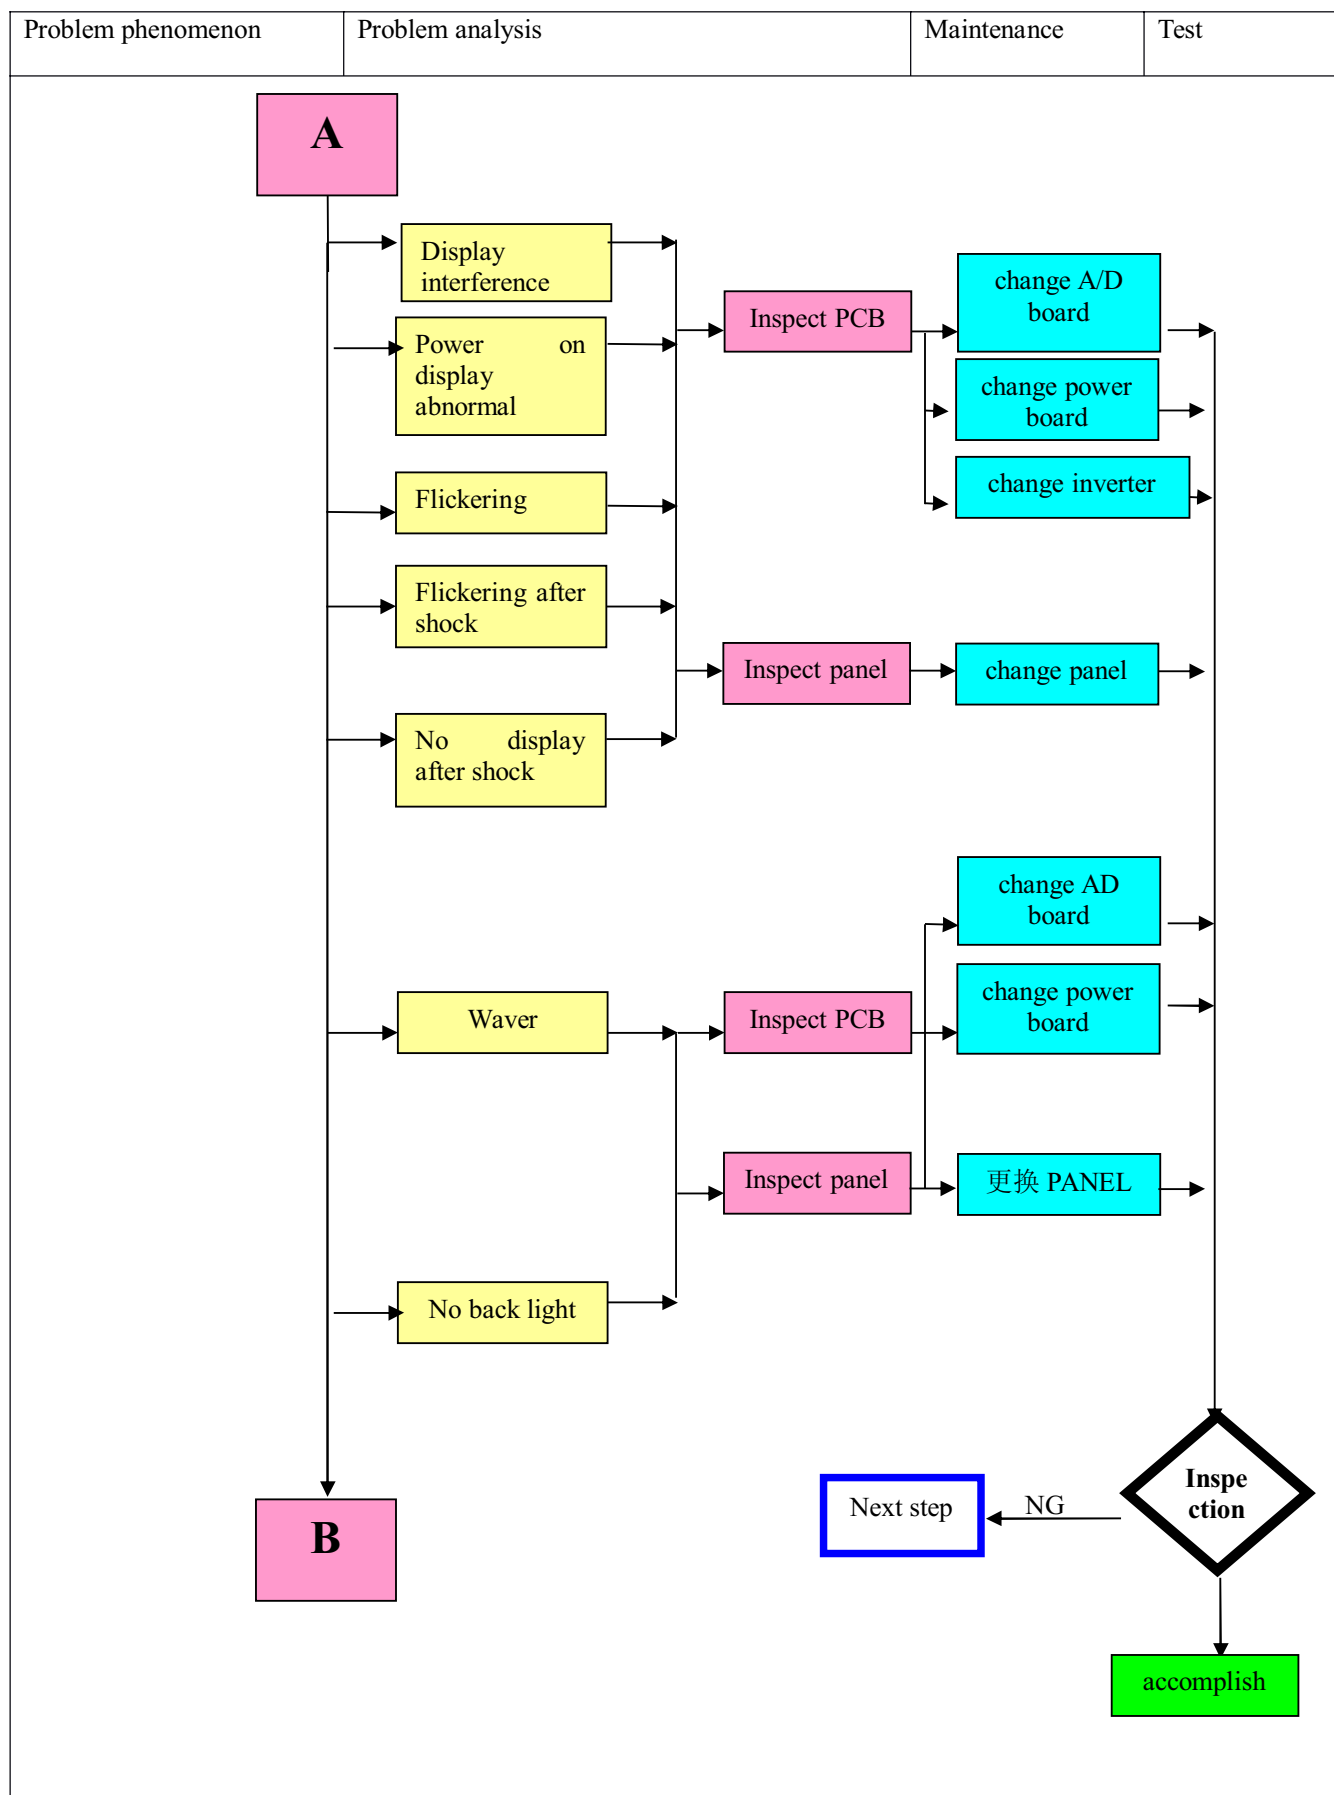 Problem phenomenon
Problem analysis
Maintenance
Test
A
Display
interference
Power on
display
abnormal
Flickering
Flickering after
shock
No display
after shock
Inspect PCB
Inspect panel
change A/D
board
change power
board
change inverter
change panel
Waver
No back light
Inspect PCB
Inspect panel
change AD
board
change power
board
更换 PANEL
B
Next step
NG
Inspe
ction
accomplish